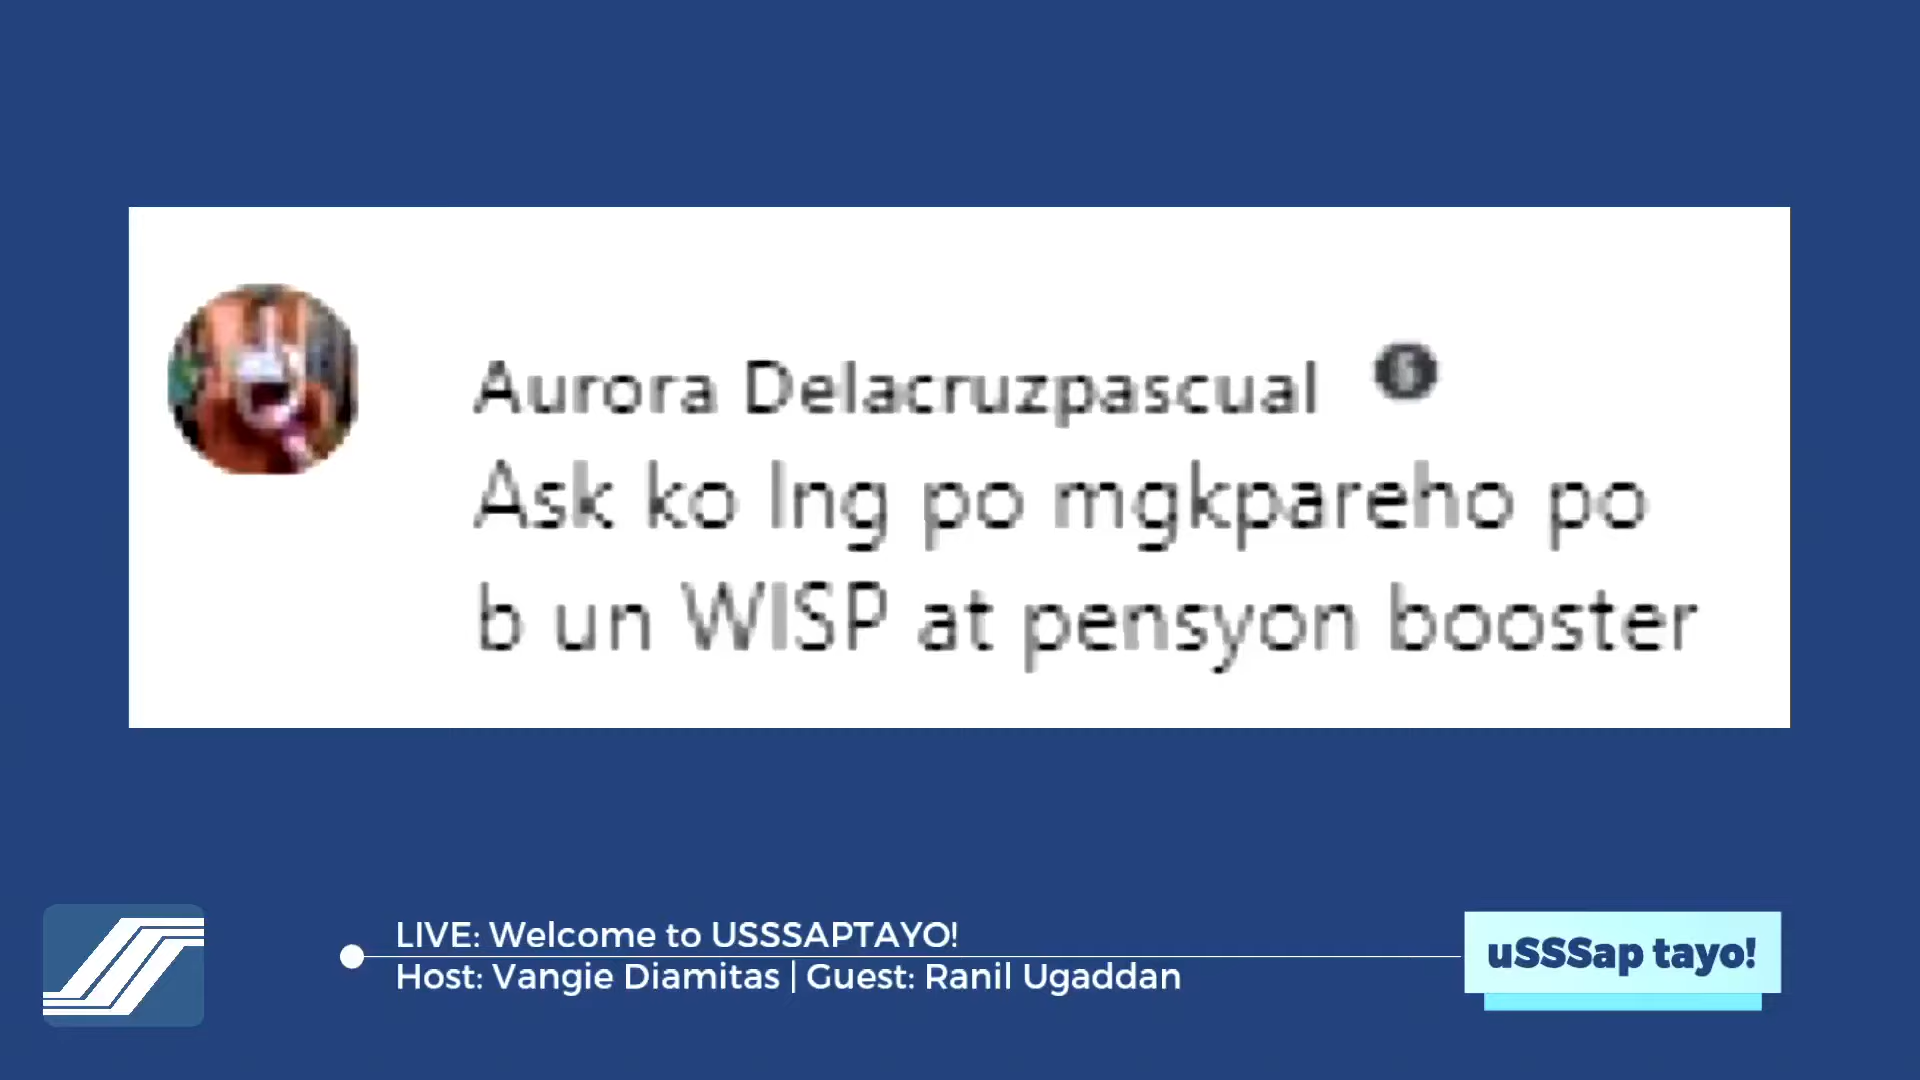 Aurora Delacruzpascual
Ask ko lng po mgkpareho po
b un WISP at pensyon booster
LIVE: Welcome to USSSAPTAYO!
Host: Vangie Diamitas | Guest: Ranil Ugaddan
uSSSap tayo!